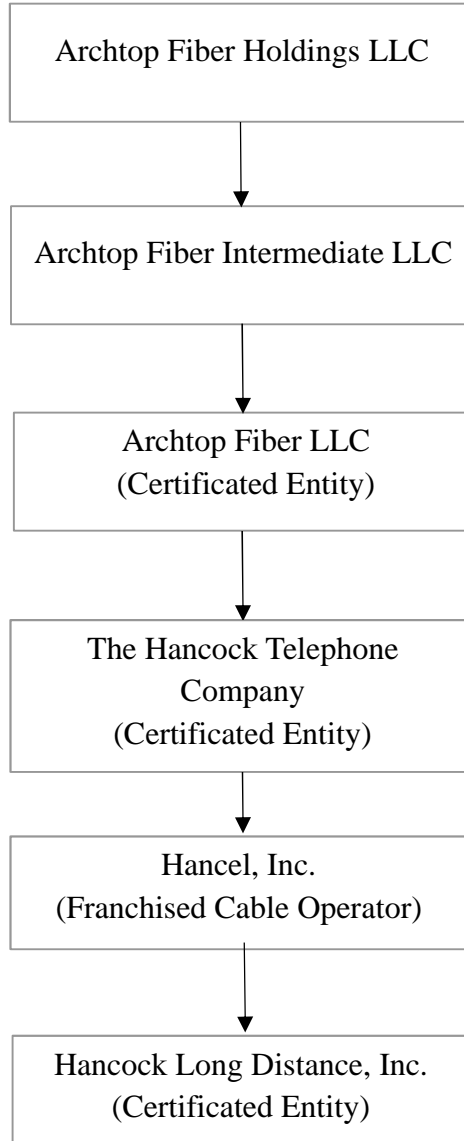 Archtop Fiber Holdings LLC
Archtop Fiber Intermediate LLC
Archtop Fiber LLC
(Certificated Entity)
The Hancock Telephone
Company
(Certificated Entity)
Hancel, Inc.
(Franchised Cable Operator)
Hancock Long Distance, Inc.
(Certificated Entity)